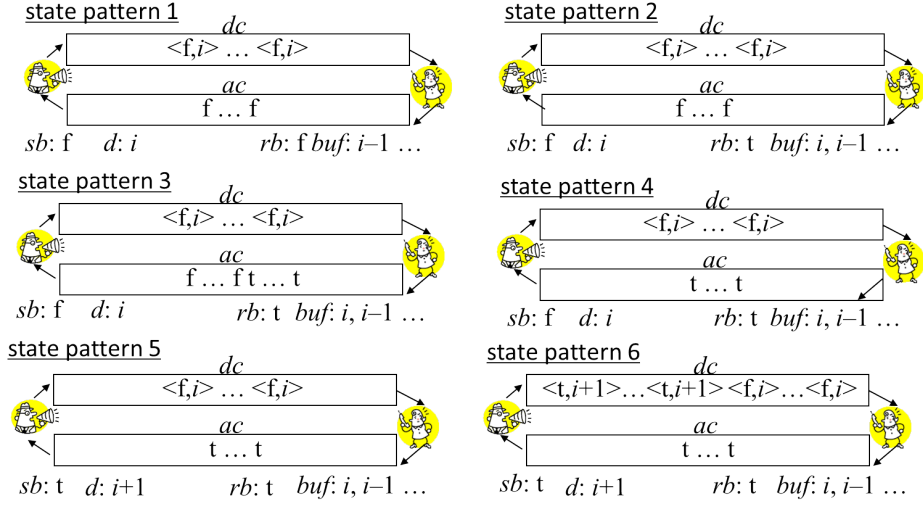 state pattern 1
dc
<f,i> … <f,i>
ac
f … f
sb: f d: i rb: f buf: i–1 …
state pattern 2
dc
<f,i> … <f,i>
ac
f … f
sb: f d: i rb: t buf: i, i–1 …
state pattern 3
dc
<f,i> … <f,i>
ac
f … f t … t
sb: f d: i rb: t buf: i, i–1 …
state pattern 4
dc
<f,i> … <f,i>
ac
t … t
sb: f d: i rb: t buf: i, i–1 …
state pattern 5
dc
<f,i> … <f,i>
ac
t … t
sb: t d: i+1 rb: t buf: i, i–1 …
state pattern 6
dc
<t,i+1>…<t,i+1> <f,i>…<f,i>
ac
t … t
sb: t d: i+1 rb: t buf: i, i–1 …